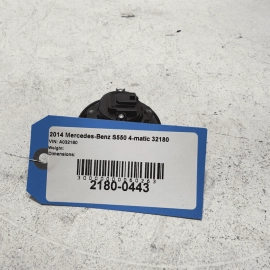 2014 Mercedes-Benz S550 4-matic 32180
VIN: A032180
Weight:
Dimensions:
2180-0443